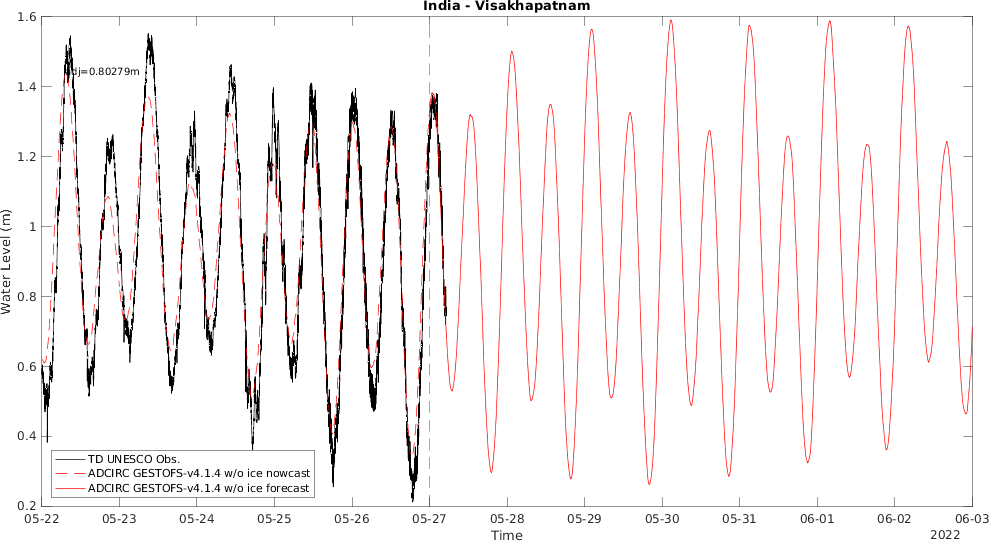 India - Visakhapatnam
dj=0.80279m
Water Level (m)
1.6
1.4
1.2
1
0.8
0.6
0.4
0.2
TD UNESCO Obs.
ADCIRC GESTOFS-v4.1.4 w/o ice nowcast
ADCIRC GESTOFS-v4.1.4 w/o ice forecast
05-22 05-23 05-24 05-25 05-26 05-27 05-28 05-29 05-30 05-31 06-01 06-02 06-03
Time
2022